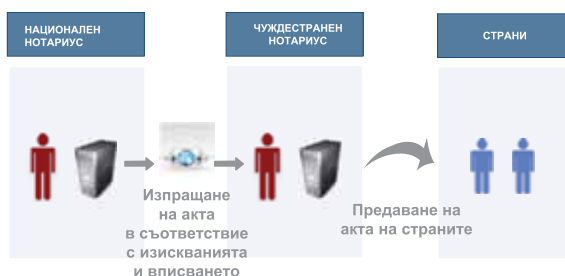 НАЦИОНАЛЕН
НОТАРИУС
ЧУЖДЕСТРАНЕН
НОТАРИУС
СТРАНИ
Изпращане
на акта
в съответствие
с изискванията
и вписването
Предаване на
акта на страните